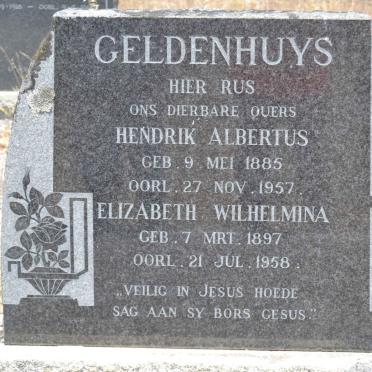 GELDENHUYS
HIER RUS
ONS DIERBARE OUERS
HENDRIK ALBERTUS
GEB. 9 MEI 1885
OORL. 27 NOV. 1957.
ELIZABETH WILHELMINA
GEB. 7 MRT. 1897
OORL. 21 JUL. 1958.
„VEILIG IN JESUS HOEDE
SAG AAN SY BORS GESUS."